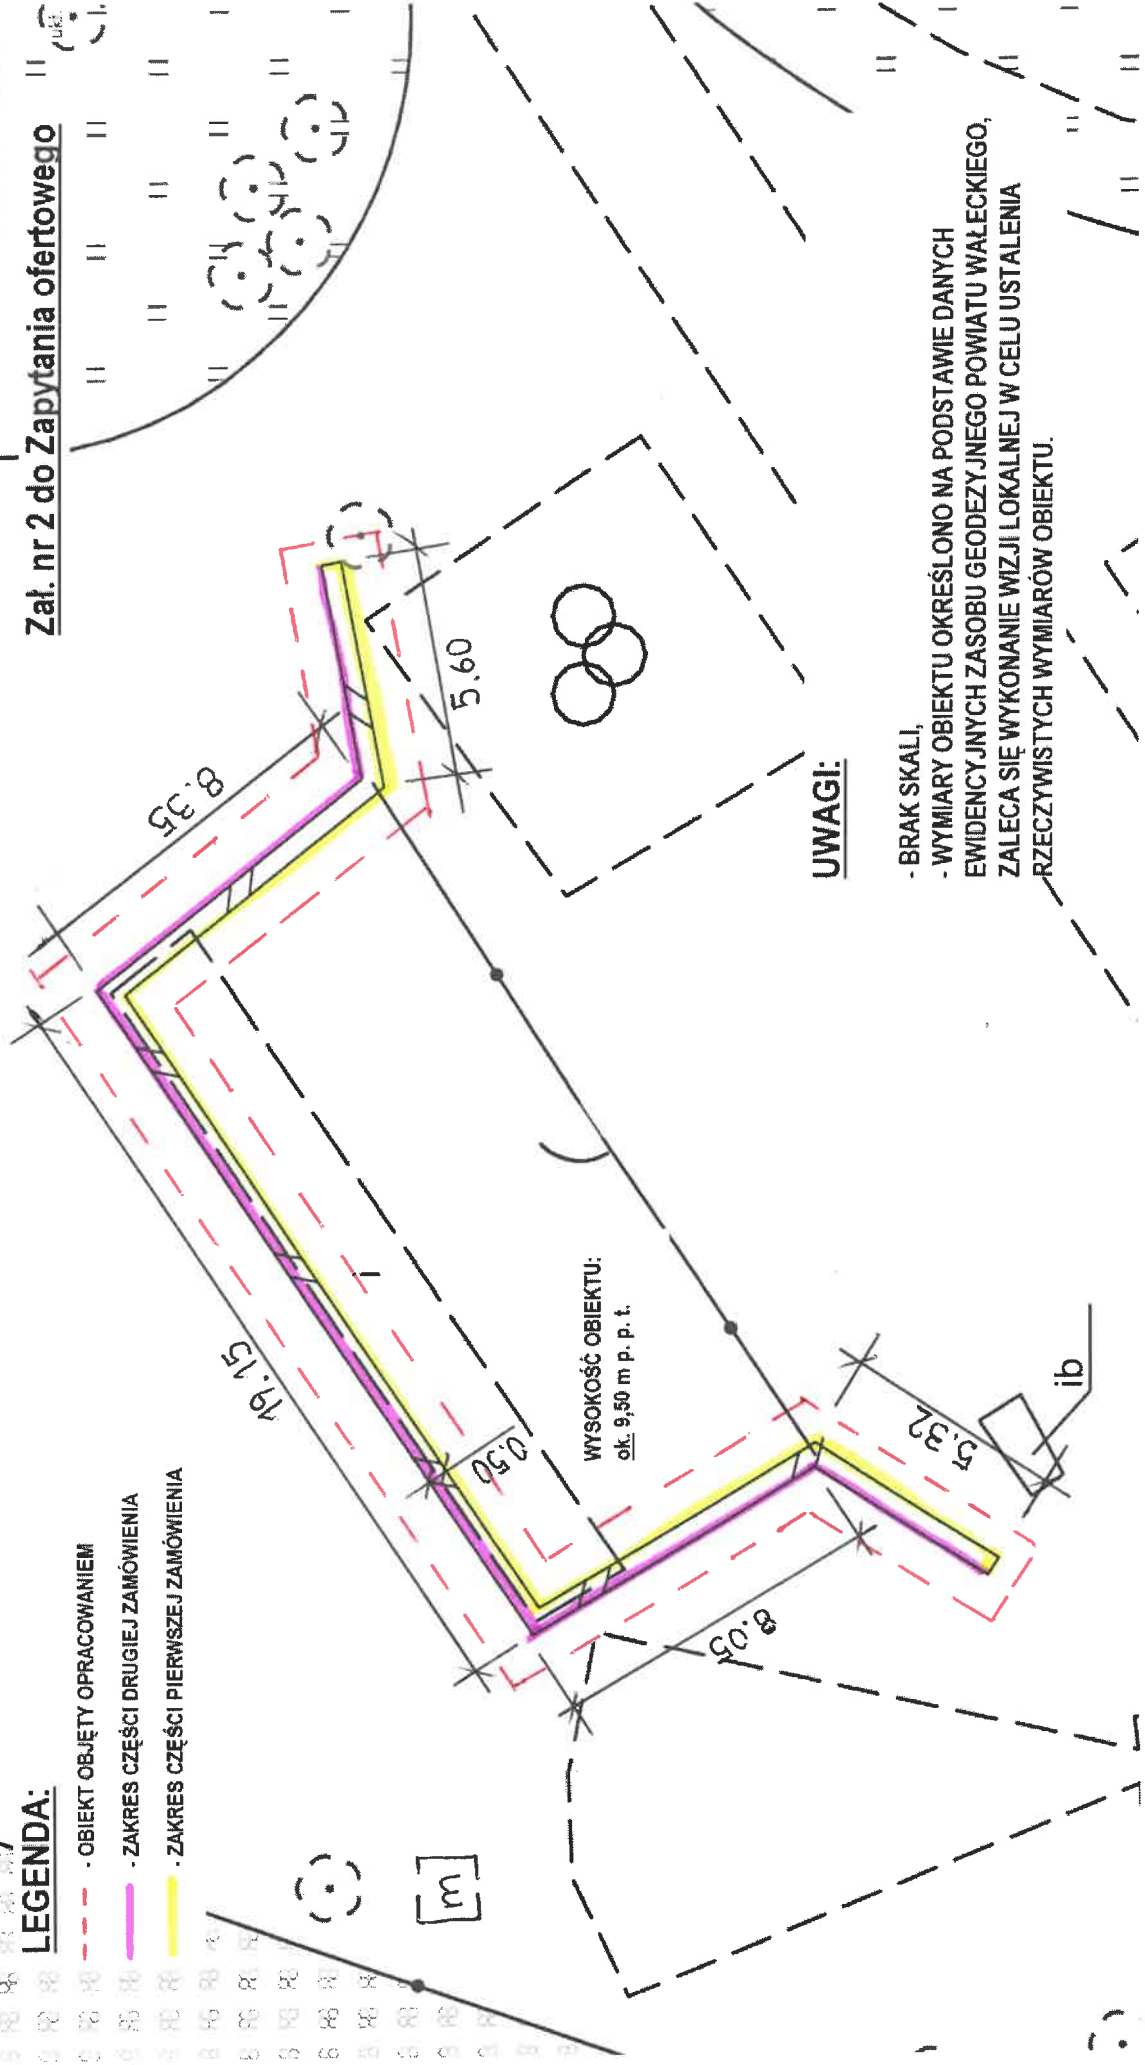 Zał. nr 2 do Zapytania ofertowego
LEGENDA:
- OBIEKT OBJĘTY OPRACOWANIEM
- ZAKRES CZĘŚCI DRUGIEJ ZAMÓWIENIA
- ZAKRES CZĘŚCI PIERWSZEJ ZAMÓWIENIA
19.15
8.35
5.60
0.50
8.05
5.32
WYSOKOŚĆ OBIEKTU:
ok. 9,50 m p. p. t.
m
ib
UWAGI:
- BRAK SKALI,
- WYMIARY OBIEKTU OKREŚLONO NA PODSTAWIE DANYCH
EWIDENCYJNYCH ZASOBU GEODEZYJNEGO POWIATU WAŁECKIEGO,
ZALECA SIĘ WYKONANIE WIZJI LOKALNEJ W CELU USTALENIA
RZECZYWISTYCH WYMIARÓW OBIEKTU.